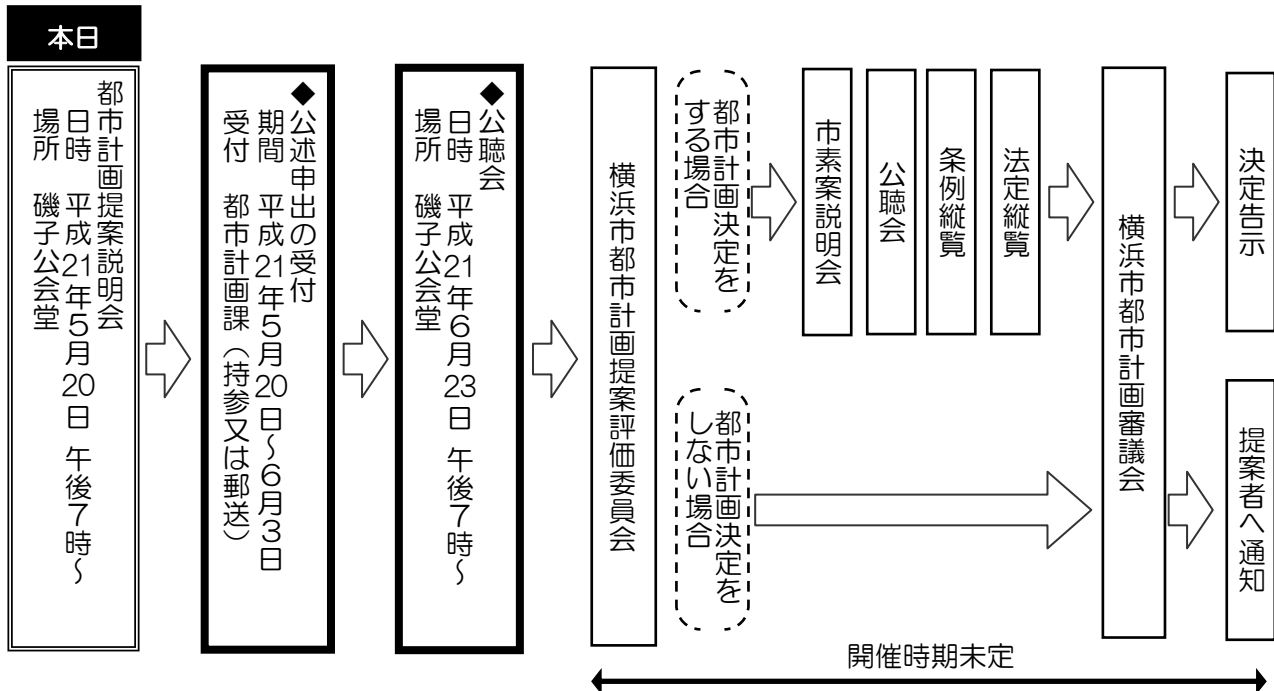 本日
都市計画提案説明会
日時 平成21年5月20日 午後7時~
場所 磯子公会堂
◆公述申出の受付
期間 平成21年5月20日~6月3日
受付 都市計画課(持参又は郵送)
◆公聴会
日時 平成21年6月23日 午後7時~
場所 磯子公会堂
横浜市都市計画提案評価委員会
都市計画決定を
する場合
市素案説明会
公聴会
条例縦覧
法定縦覧
都市計画決定を
しない場合
横浜市都市計画審議会
決定告示
提案者へ通知
開催時期未定